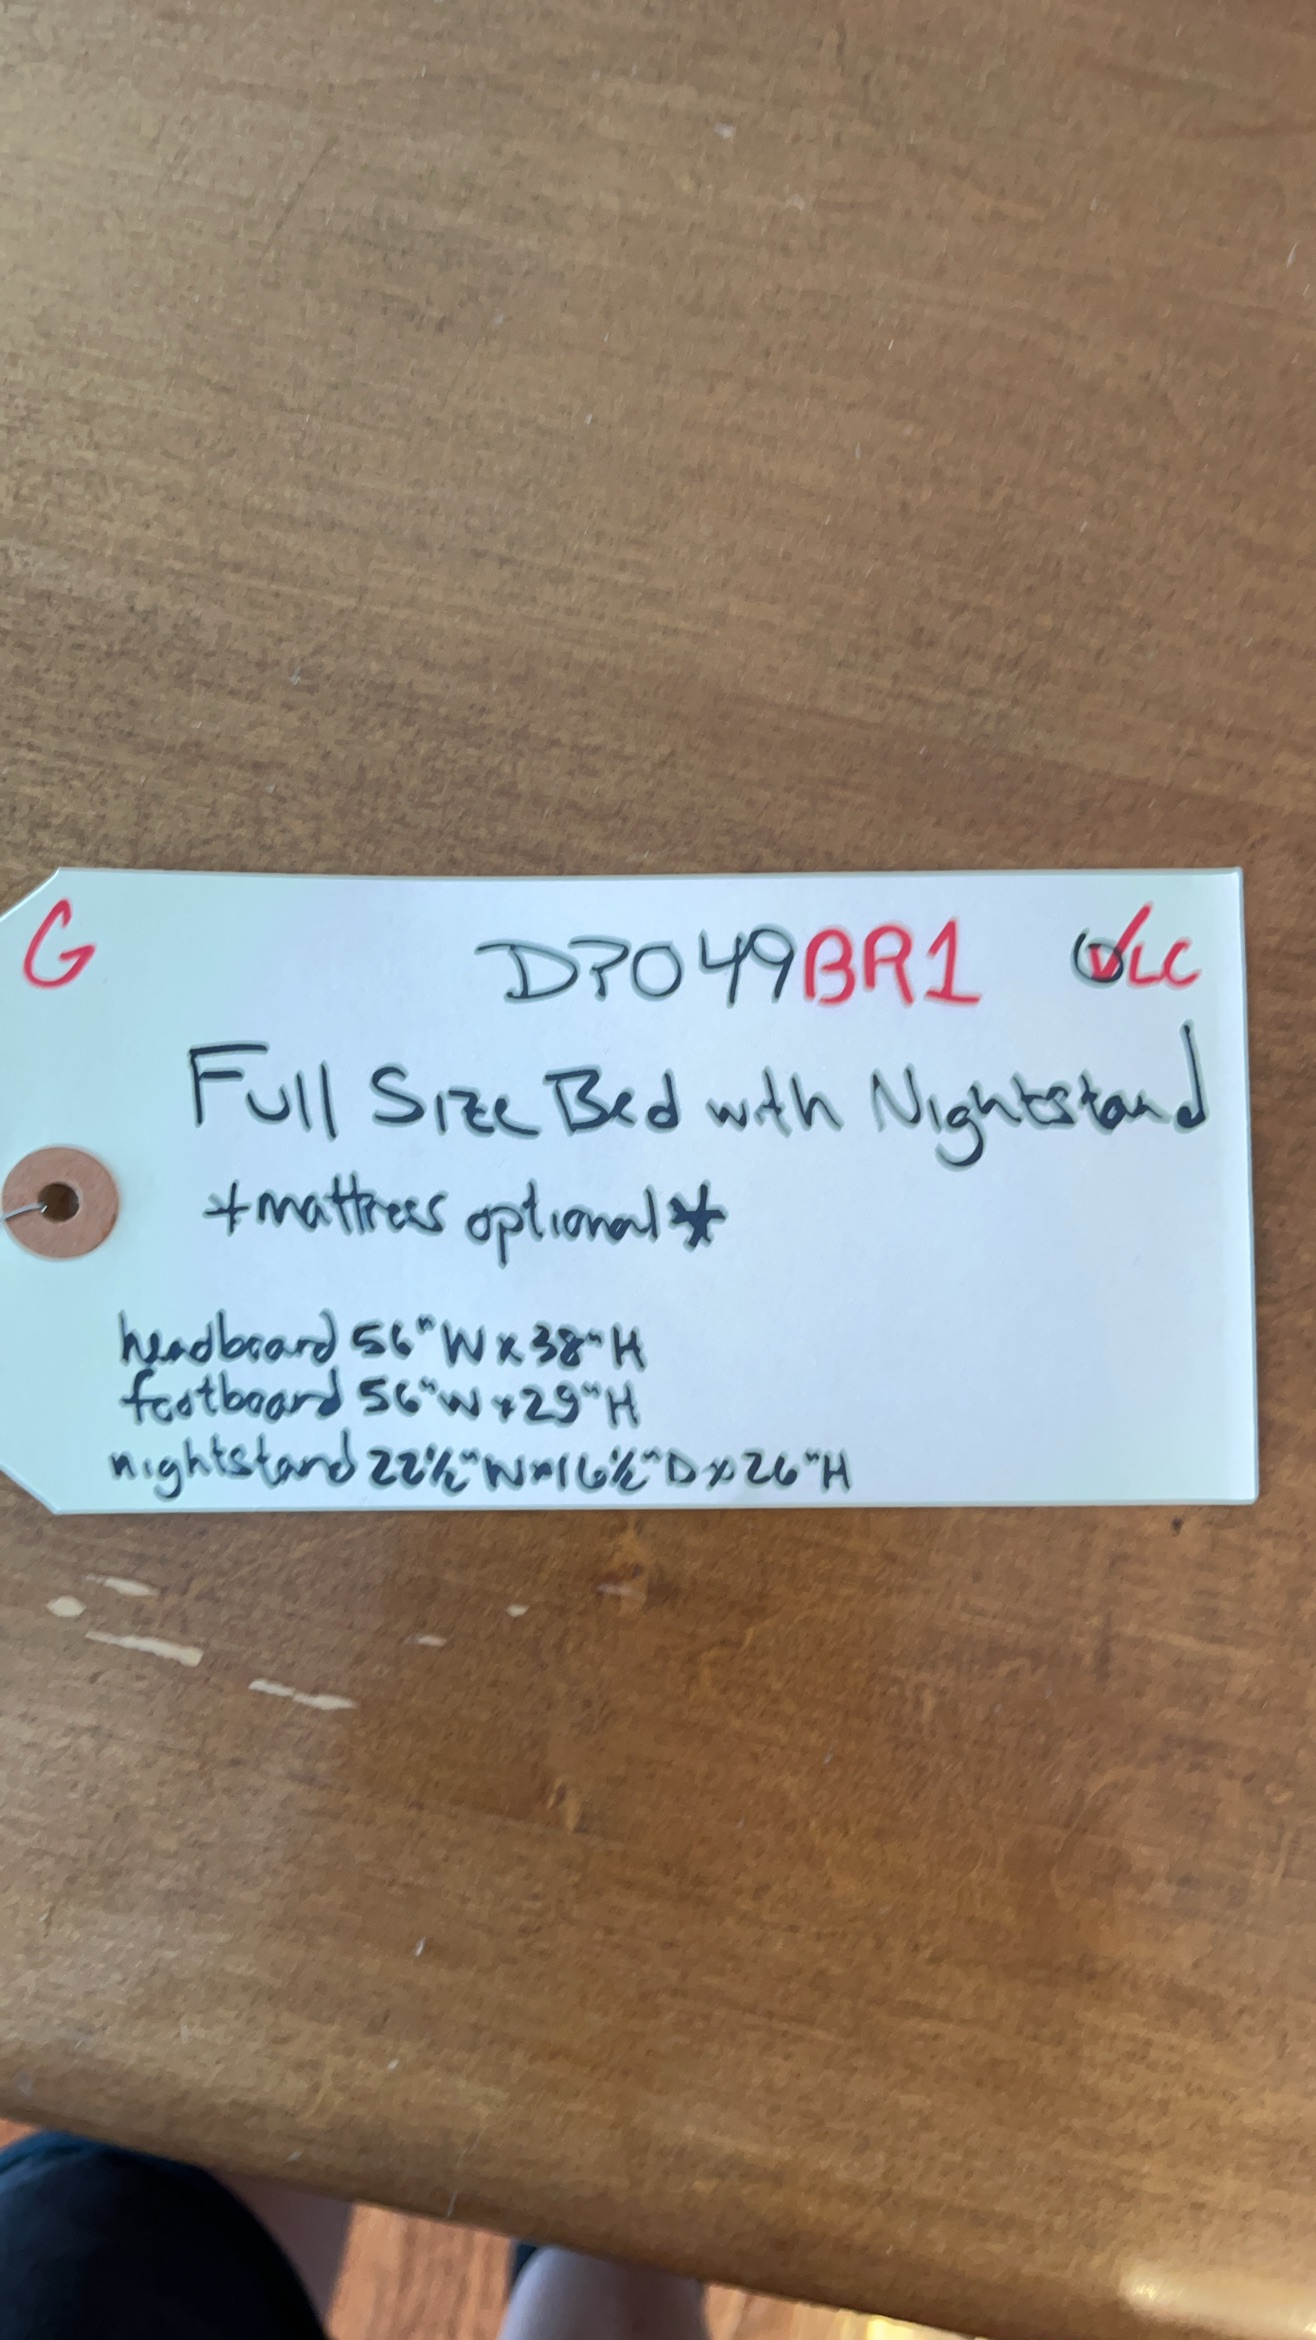 G D7049BR1 ✓LC
Full Size Bed with Nightstand
*mattress optional*
headboard 56"W x 38"H
footboard 56"W x 29"H
nightstand 22½"W x 16½"D x 26"H